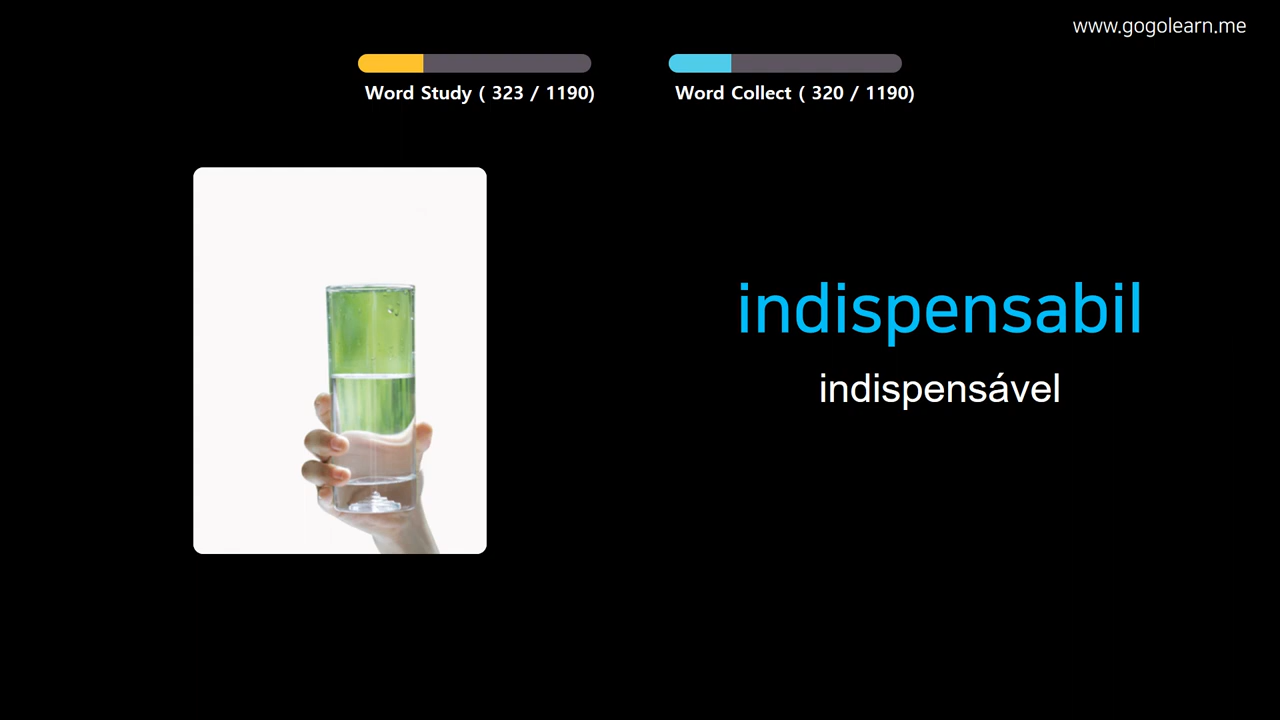 www.gogolearn.me
Word Study ( 323 / 1190)
Word Collect ( 320 / 1190)
indispensabil
indispensável